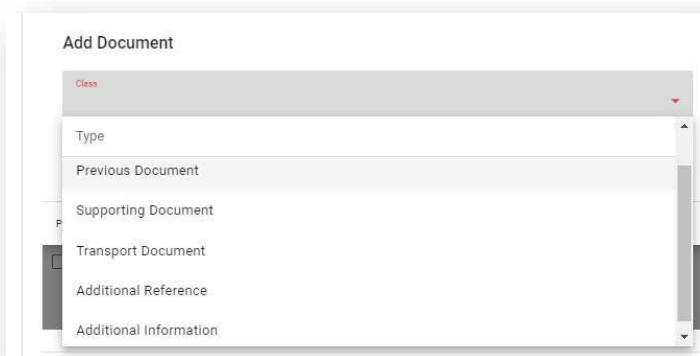 Add Document
Class
Type
Previous Document
Supporting Document
P
Transport Document
Additional Reference
Additional Information